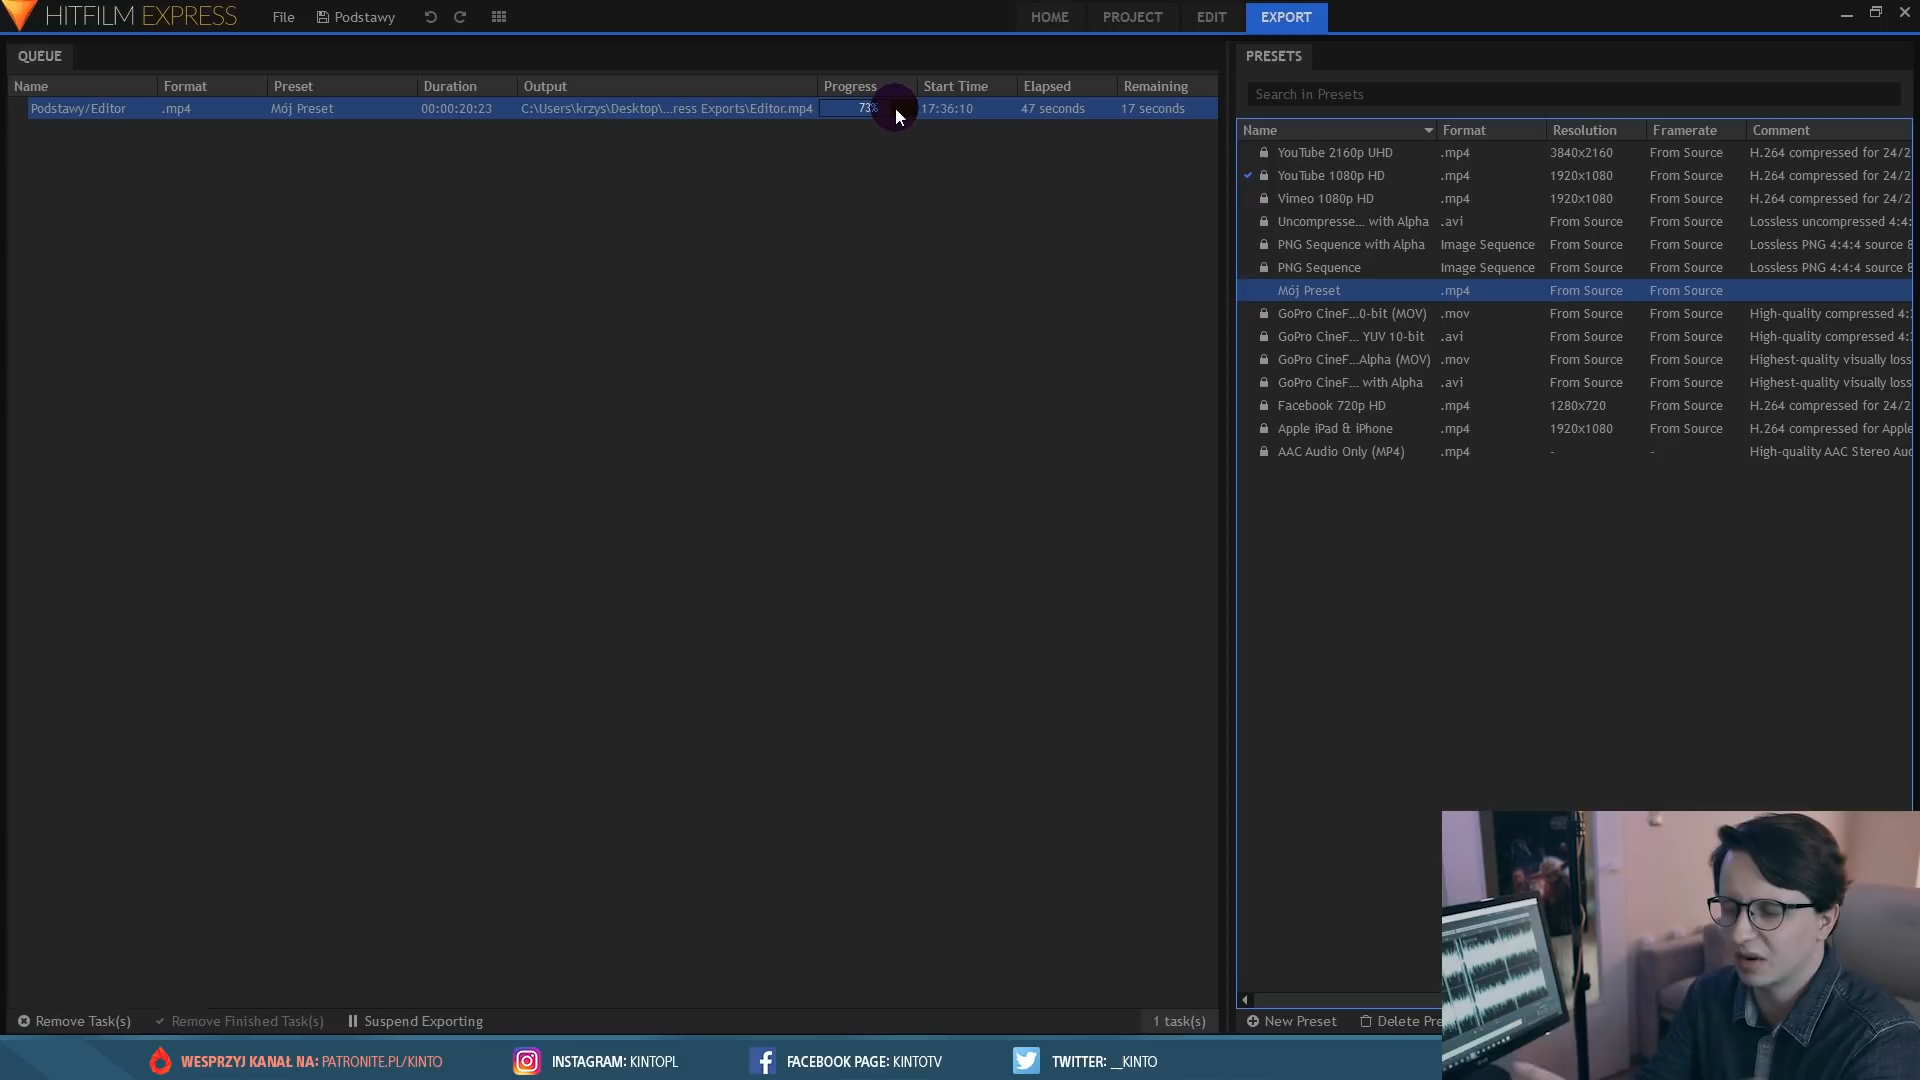 HITFILM EXPRESS File Podstawy HOME PROJECT EDIT EXPORT
QUEUE
Name Format Preset Duration Output Progress Start Time Elapsed Remaining
Podstawy/Editor .mp4 Mój Preset 00:00:20:23 C:\Users\krzys\Desktop\...ress Exports\Editor.mp4 73% 17:36:10 47 seconds 17 seconds
PRESETS
Search in Presets
Name Format Resolution Framerate Comment
YouTube 2160p UHD .mp4 3840x2160 From Source H.264 compressed for 24/2
YouTube 1080p HD .mp4 1920x1080 From Source H.264 compressed for 24/2
Vimeo 1080p HD .mp4 1920x1080 From Source H.264 compressed for 24/2
Uncompresse... with Alpha .avi From Source From Source Lossless uncompressed 4:4:
PNG Sequence with Alpha Image Sequence From Source From Source Lossless PNG 4:4:4 source 8
PNG Sequence Image Sequence From Source From Source Lossless PNG 4:4:4 source 8
Mój Preset .mp4 From Source From Source
GoPro CineF...0-bit (MOV) .mov From Source From Source High-quality compressed 4:
GoPro CineF... YUV 10-bit .avi From Source From Source High-quality compressed 4:
GoPro CineF...Alpha (MOV) .mov From Source From Source Highest-quality visually loss
GoPro CineF... with Alpha .avi From Source From Source Highest-quality visually loss
Facebook 720p HD .mp4 1280x720 From Source H.264 compressed for 24/2
Apple iPad & iPhone .mp4 1920x1080 From Source H.264 compressed for Apple
AAC Audio Only (MP4) .mp4 - - High-quality AAC Stereo Aud
Remove Task(s) Remove Finished Task(s) Suspend Exporting 1 task(s)
New Preset Delete Pre
WESPRZYJ KANAŁ NA: PATRONITE.PL/KINTO INSTAGRAM: KINTOPL FACEBOOK PAGE: KINTOTV TWITTER: __KINTO